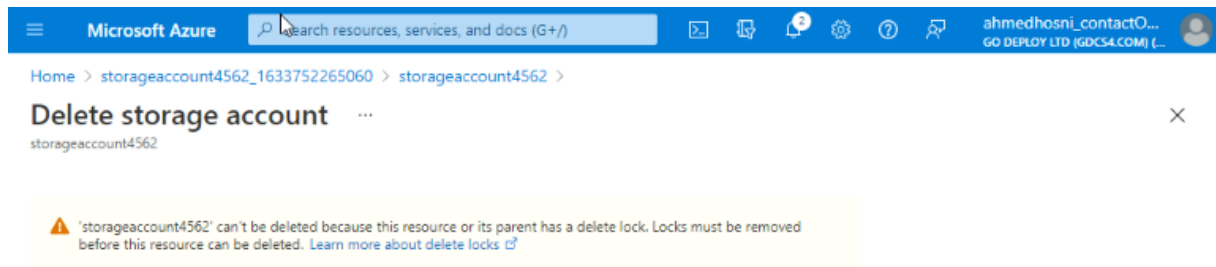 Microsoft Azure
Search resources, services, and docs (G+/)
2
ahmedhosni_contactO...
GO DEPLOY LTD (GDCS4.COM) (...
Home > storageaccount4562_1633752265060 > storageaccount4562 >
Delete storage account ...
storageaccount4562
'storageaccount4562' can't be deleted because this resource or its parent has a delete lock. Locks must be removed
before this resource can be deleted. Learn more about delete locks